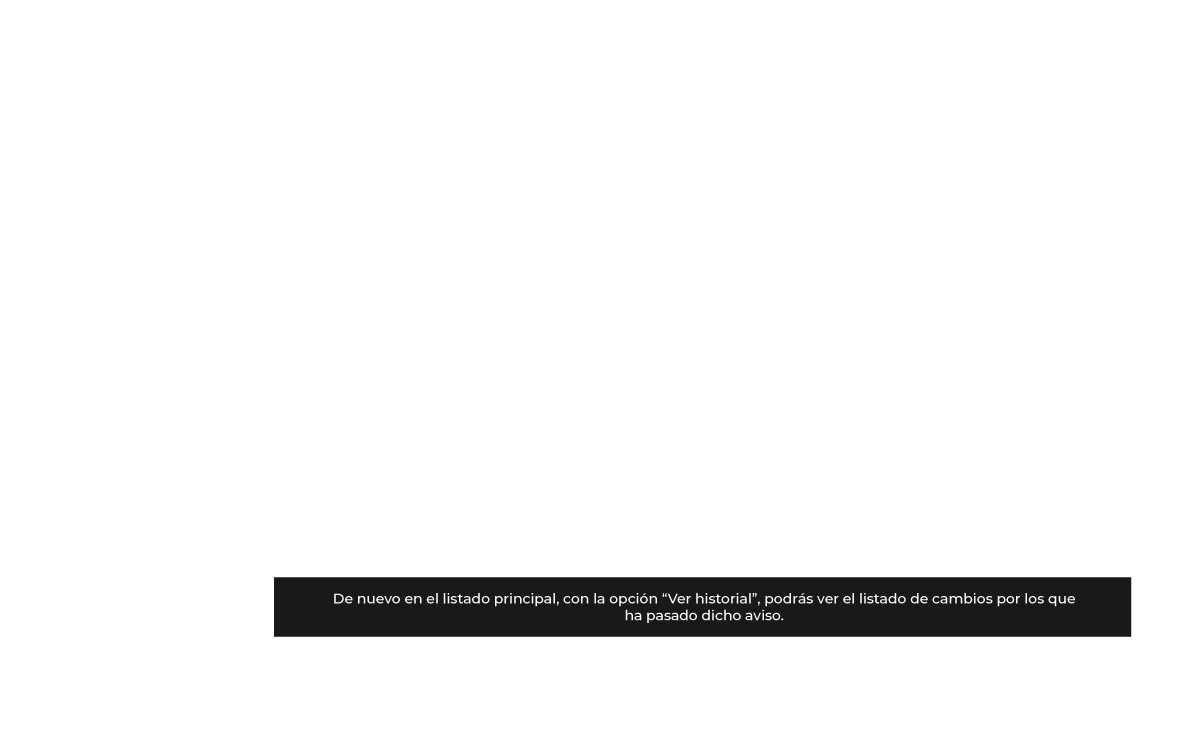 De nuevo en el listado principal, con la opción “Ver historial”, podrás ver el listado de cambios por los que
ha pasado dicho aviso.